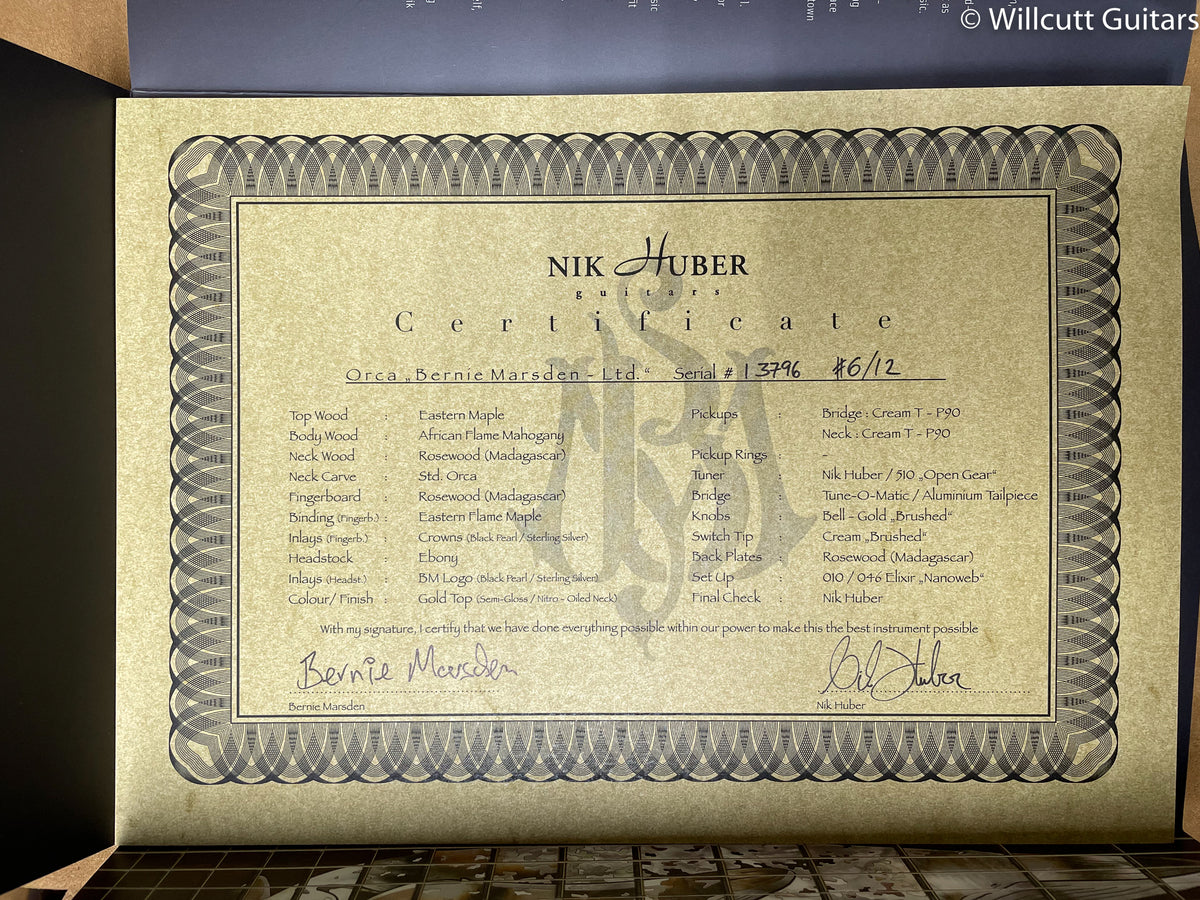 © Willcutt Guitars
NIK HUBER
guitars
Certificate
Orca „Bernie Marsden - Ltd.“ Serial # 13796 #6/12
Top Wood : Eastern Maple
Body Wood : African Flame Mahogany
Neck Wood : Rosewood (Madagascar)
Neck Carve : Std. Orca
Fingerboard : Rosewood (Madagascar)
Binding (Fingerb.) : Eastern Flame Maple
Inlays (Fingerb.) : Crowns (Black Pearl / Sterling Silver)
Headstock : Ebony
Inlays (Headst.) : BM Logo (Black Pearl / Sterling Silver)
Colour/ Finish : Gold Top (Semi-Gloss / Nitro - Oiled Neck)
Pickups : Bridge : Cream T - P90
Neck : Cream T - P90
Pickup Rings : -
Tuner : Nik Huber / 510 „Open Gear“
Bridge : Tune-O-Matic / Aluminium Tailpiece
Knobs : Bell - Gold „Brushed“
Switch Tip : Cream „Brushed“
Back Plates : Rosewood (Madagascar)
Set Up : 010 / 046 Elixir „Nanoweb“
Final Check : Nik Huber
With my signature, I certify that we have done everything possible within our power to make this the best instrument possible
Bernie Marsden
Nik Huber
Bernie Marsden
Nik Huber